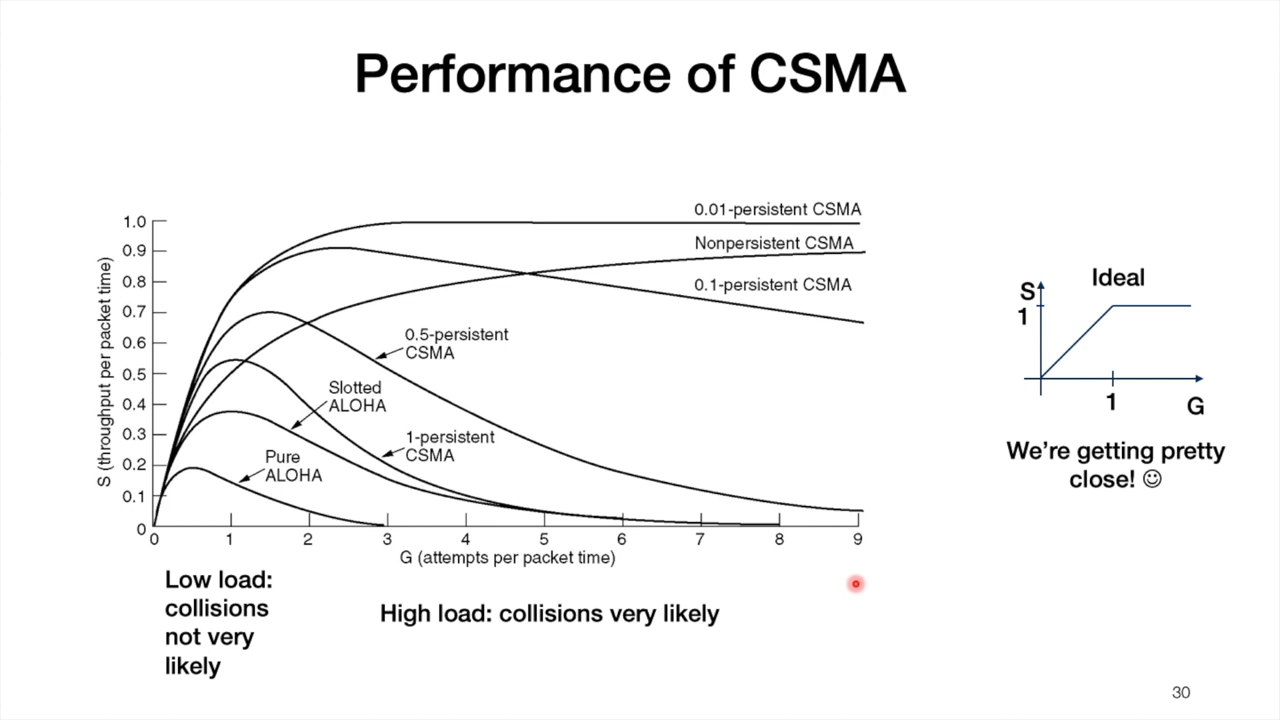 Performance of CSMA
S (throughput per packet time)
1.0
0.9
0.8
0.7
0.6
0.5
0.4
0.3
0.2
0.1
0
0.01-persistent CSMA
Nonpersistent CSMA
0.1-persistent CSMA
0.5-persistent
CSMA
Slotted
ALOHA
1-persistent
CSMA
Pure
ALOHA
0 1 2 3 4 5 6 7 8 9
G (attempts per packet time)
Low load:
collisions
not very
likely
High load: collisions very likely
Ideal
S
1
1
G
We’re getting pretty
close! ☺
30